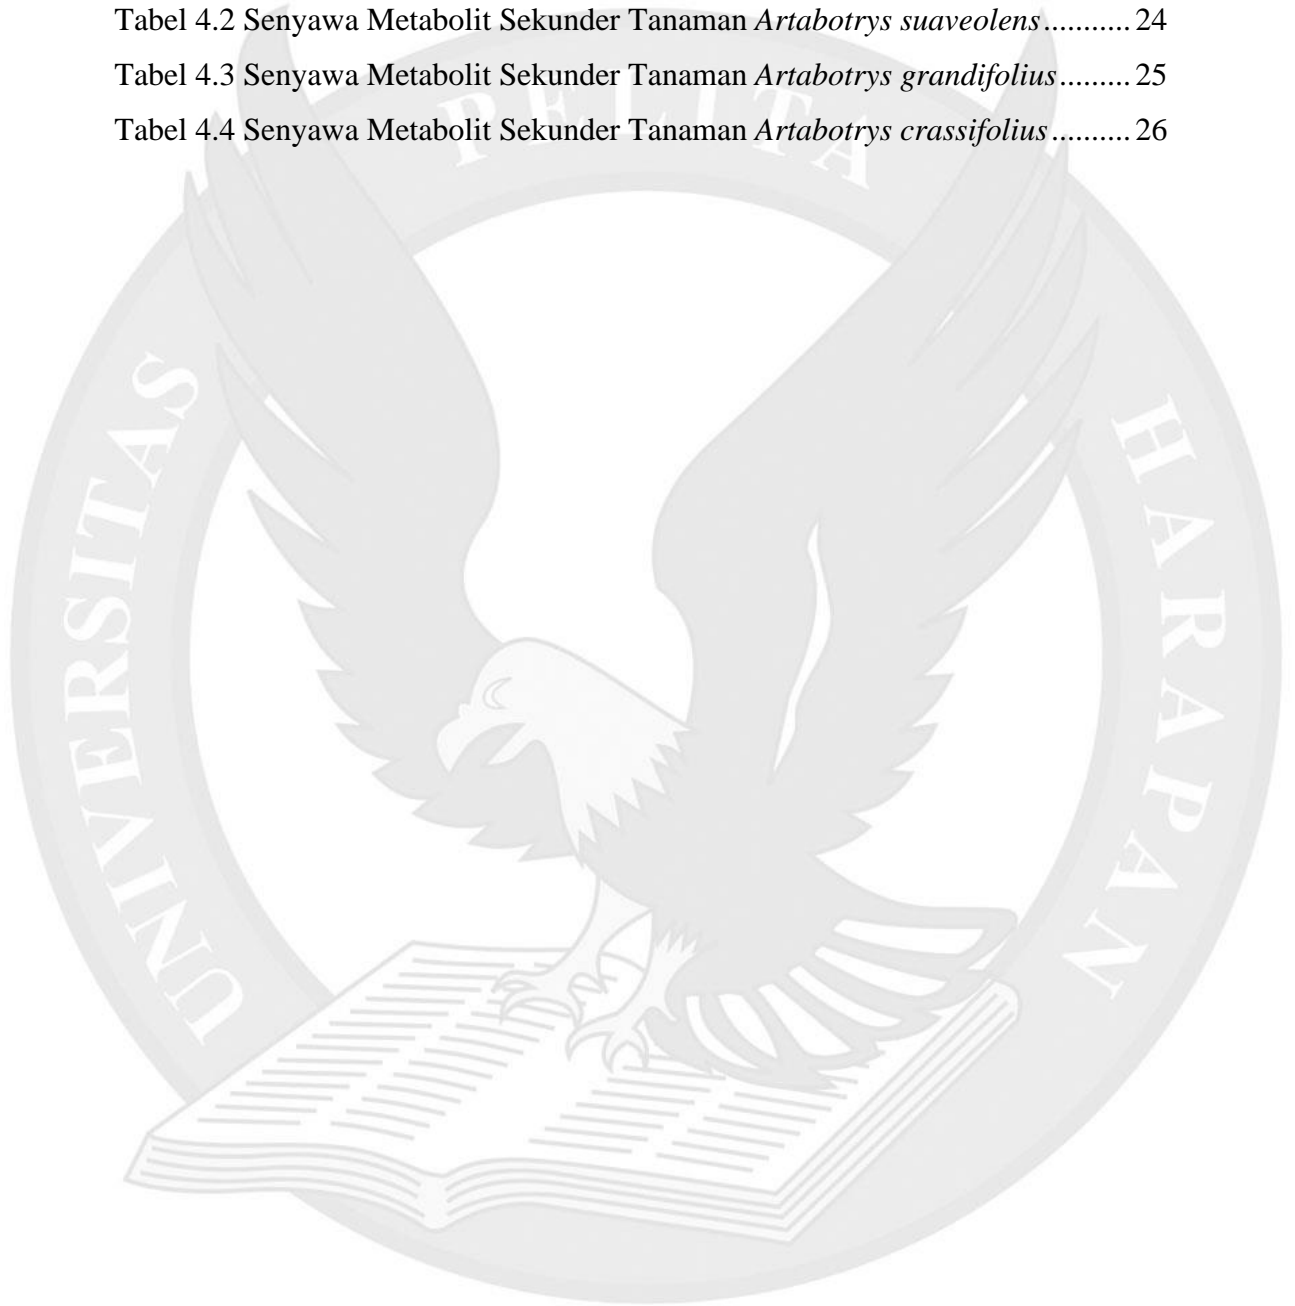 Tabel 4.2 Senyawa Metabolit Sekunder Tanaman Artabotrys suaveolens........... 24
Tabel 4.3 Senyawa Metabolit Sekunder Tanaman Artabotrys grandifolius......... 25
Tabel 4.4 Senyawa Metabolit Sekunder Tanaman Artabotrys crassifolius.......... 26
UNIVERSITAS PELITA HARAPAN